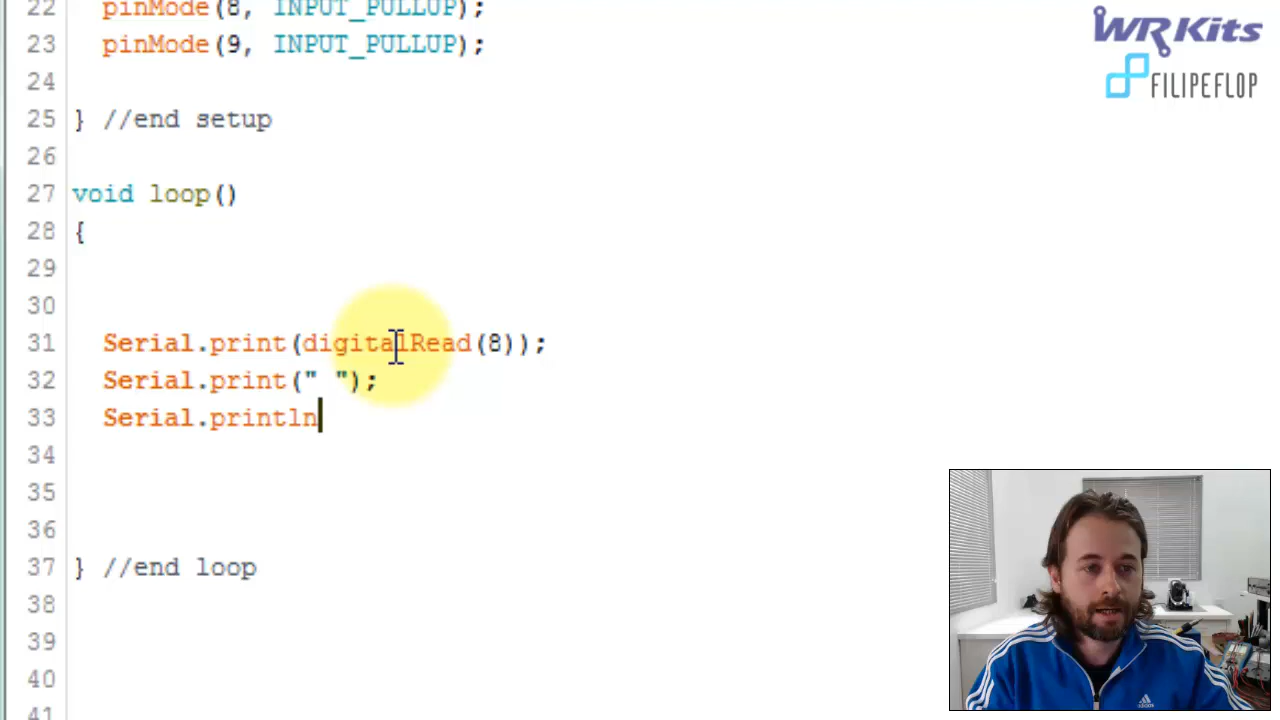 22 pinMode(8, INPUT_PULLUP);
23 pinMode(9, INPUT_PULLUP);
24
25 } //end setup
26
27 void loop()
28 {
29
30
31 Serial.print(digitalRead(8));
32 Serial.print(" ");
33 Serial.println
34
35
36
37 } //end loop
38
39
40
41
WR Kits
FILIPEFLOP
adidas